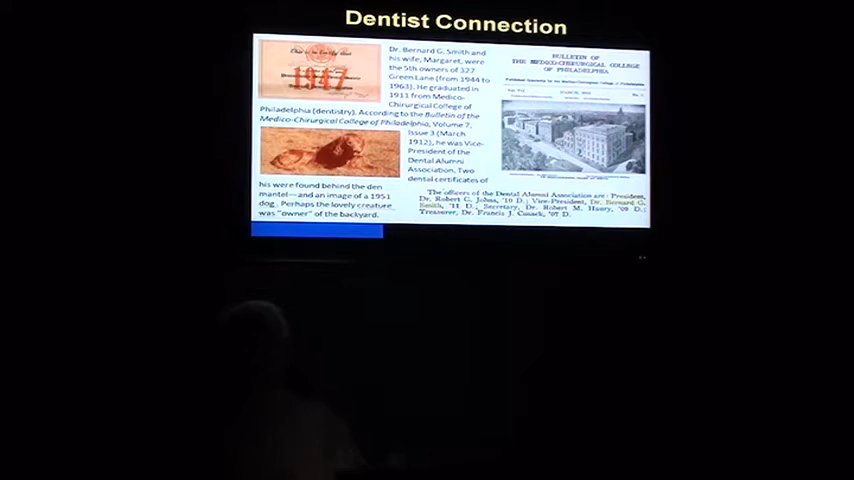 Dentist Connection
This is to certify that
1947
Dr. Bernard G. Smith and
his wife, Margaret, were
the 5th owners of 327
Green Lane (from 1944 to
1963). He graduated in
1911 from Medico-
Chirurgical College of
Philadelphia (dentistry). According to the Bulletin of the
Medico-Chirurgical College of Philadelphia, Volume 7,
Issue 3 (March
1912), he was Vice-
President of the
Dental Alumni
Association. Two
dental certificates of
his were found behind the den
mantel—and an image of a 1951
dog. Perhaps the lovely creature
was "owner" of the backyard.
BULLETIN OF
THE MEDICO-CHIRURGICAL COLLEGE
OF PHILADELPHIA
The officers of the Dental Alumni Association are: President,
Dr. Robert C. Johns, '10 D.; Vice-President, Dr. Bernard G.
Smith, '11 D.; Secretary, Dr. Robert M. Henry, '09 D.;
Treasurer, Dr. Francis J. Cusack, '07 D.